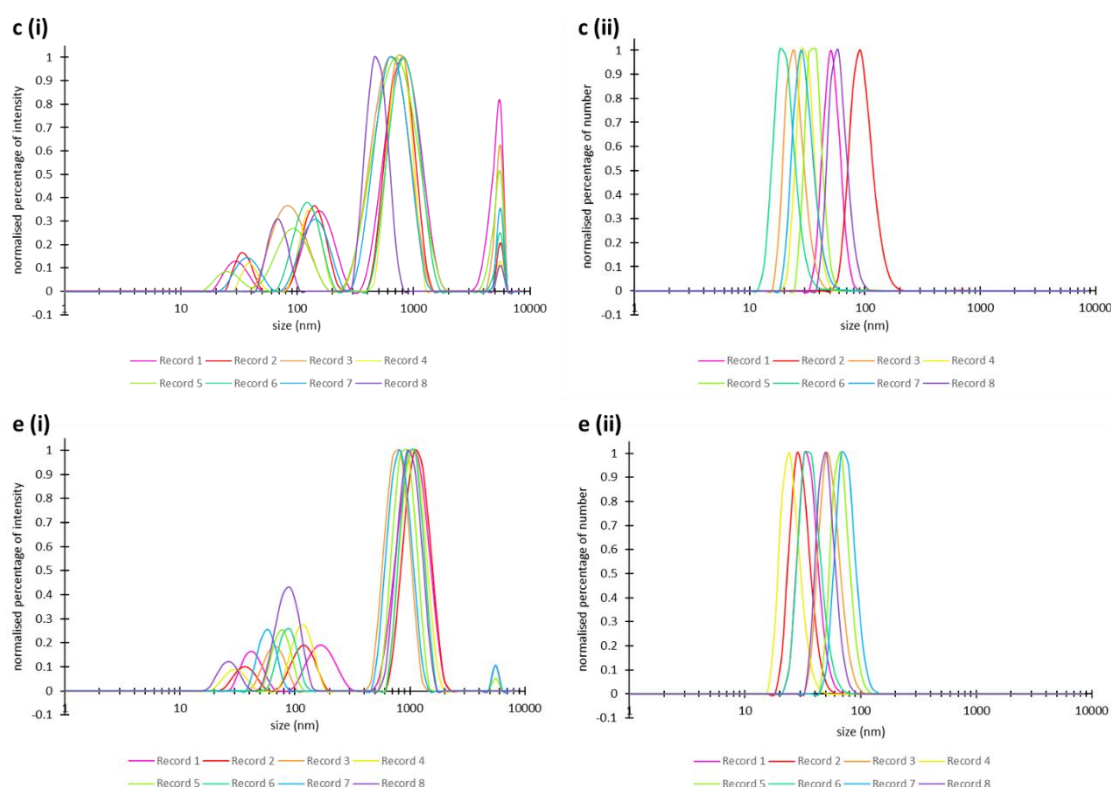 c (i)
normalised percentage of intensity
1
0.9
0.8
0.7
0.6
0.5
0.4
0.3
0.2
0.1
0
-0.1
1 10 100 1000 10000
size (nm)
Record 1 Record 2 Record 3 Record 4
Record 5 Record 6 Record 7 Record 8
c (ii)
normalised percentage of number
1
0.9
0.8
0.7
0.6
0.5
0.4
0.3
0.2
0.1
0
-0.1
1 10 100 1000 10000
size (nm)
Record 1 Record 2 Record 3 Record 4
Record 5 Record 6 Record 7 Record 8
e (i)
normalised percentage of intensity
1
0.9
0.8
0.7
0.6
0.5
0.4
0.3
0.2
0.1
0
-0.1
1 10 100 1000 10000
size (nm)
Record 1 Record 2 Record 3 Record 4
Record 5 Record 6 Record 7 Record 8
e (ii)
normalised percentage of number
1
0.9
0.8
0.7
0.6
0.5
0.4
0.3
0.2
0.1
0
-0.1
1 10 100 1000 10000
size (nm)
Record 1 Record 2 Record 3 Record 4
Record 5 Record 6 Record 7 Record 8